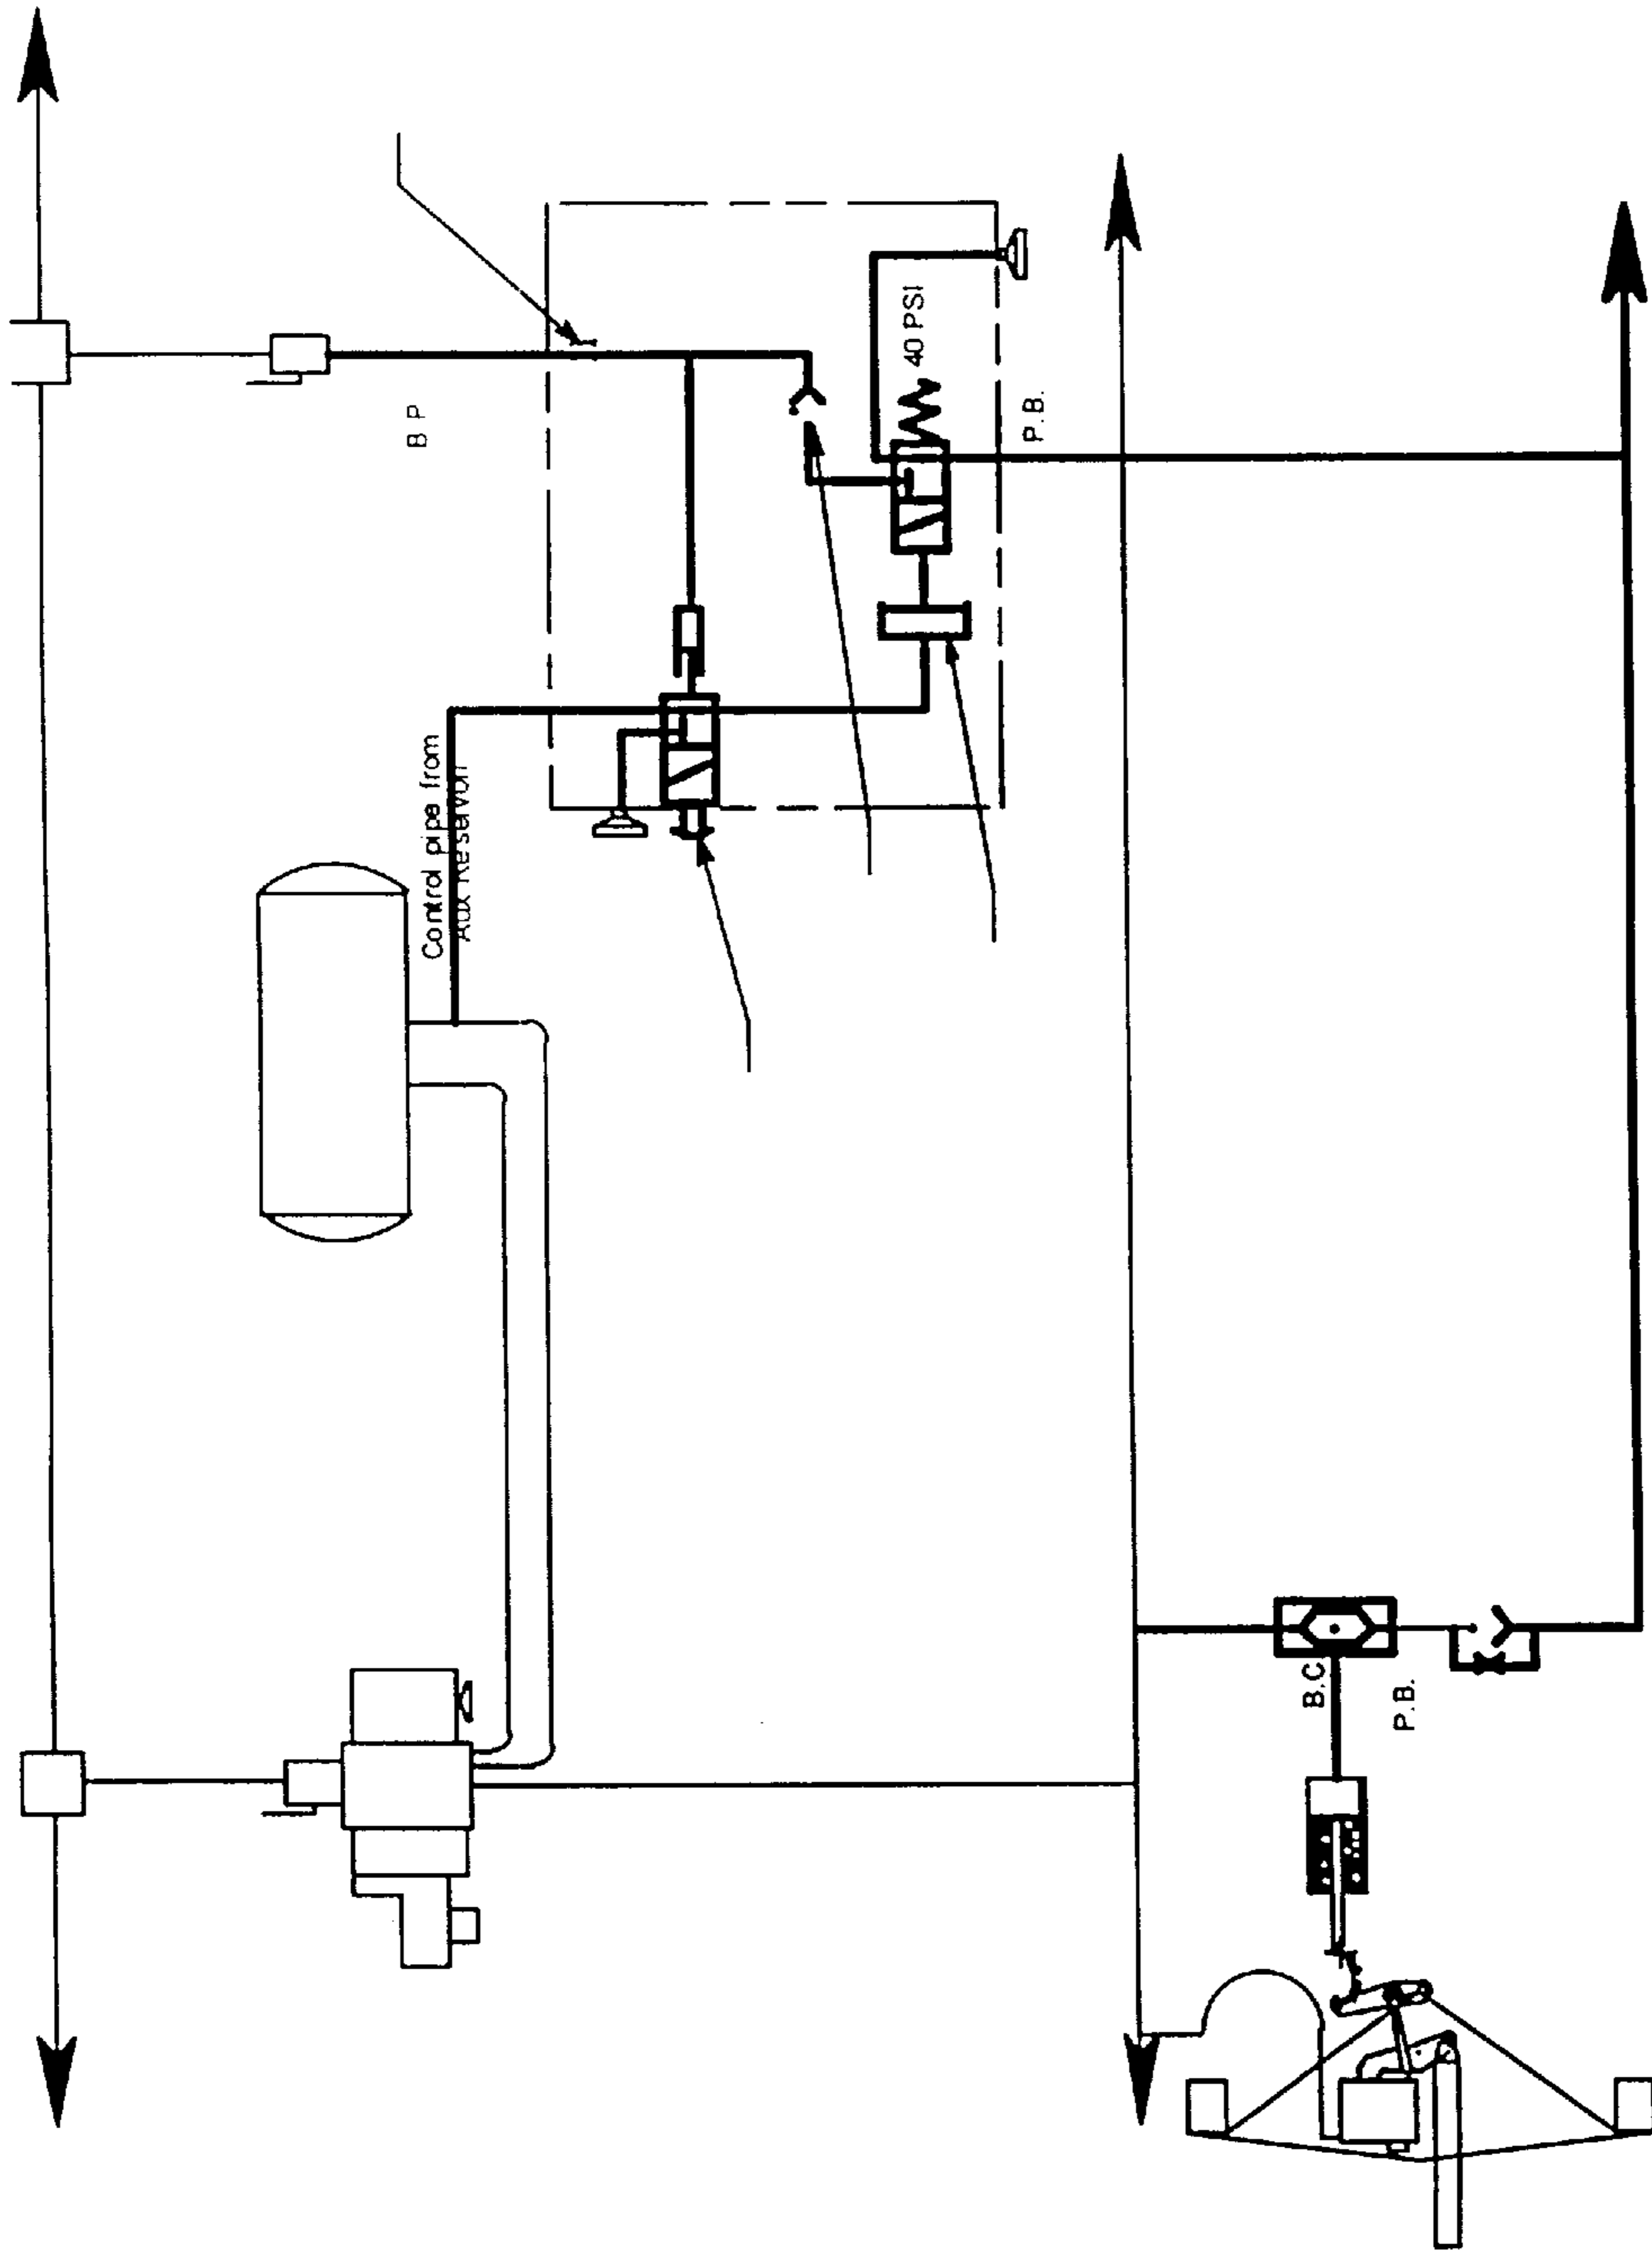 B P
Control pipe from
Aux Reservoir
40 PSI
P.B.
B.C
P.B.